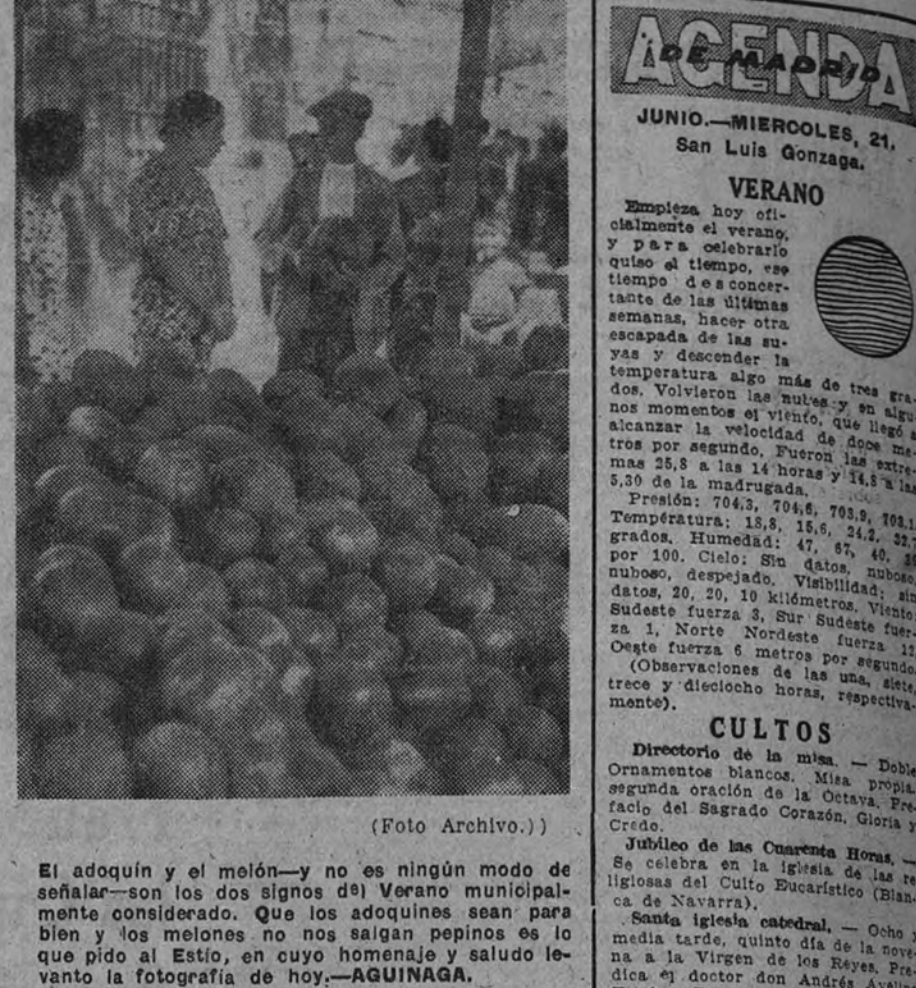 (Foto Archivo.))
El adoquín y el melón—y no es ningún modo de
señalar—son los dos signos del Verano municipal-
mente considerado. Que los adoquines sean para
bien y los melones no nos salgan pepinos es lo
que pido al Estío, en cuyo homenaje y saludo le-
vanto la fotografía de hoy.—AGUINAGA.
AGENDA
DE MADRID
JUNIO.—MIERCOLES, 21.
San Luis Gonzaga.
VERANO
Empieza hoy ofi-
cialmente el verano,
y para celebrarlo
quiso el tiempo, ese
tiempo desconcer-
tante de las últimas
semanas, hacer otra
escapada de las su-
yas y descender la
temperatura algo más de tres gra-
dos. Volvieron las nubes y en algu-
nos momentos el viento, que llegó a
alcanzar la velocidad de doce me-
tros por segundo. Fueron las extre-
mas 25,8 a las 14 horas y 14,8 a las
5,30 de la madrugada.
Presión: 704,3, 704,6, 703,9, 703,1.
Temperatura: 18,8, 15,6, 24,2, 22,7
grados. Humedad: 47, 67, 40,
por 100. Cielo: Sin datos, nuboso,
nuboso, despejado. Visibilidad: sin
datos, 20, 20, 10 kilómetros. Viento,
Sudeste fuerza 3, Sur Sudeste fuer-
za 1, Norte Nordeste fuerza 12,
Oeste fuerza 6 metros por segundo.
(Observaciones de las una, siete,
trece y dieciocho horas, respectiva-
mente).
CULTOS
Directorio de la misa. — Doble
Ornamentos blancos. Misa propia,
segunda oración de la Octava. Pre-
facio del Sagrado Corazón, Gloria y
Credo.
Jubileo de las Cuarenta Horas. —
Se celebra en la iglesia de las re
ligiosas del Culto Eucarístico (Blan-
ca de Navarra).
Santa iglesia catedral. — Ocho y
media tarde, quinto día de la nove-
na a la Virgen de los Reyes. Pre-
dica el doctor don Andrés Avelino